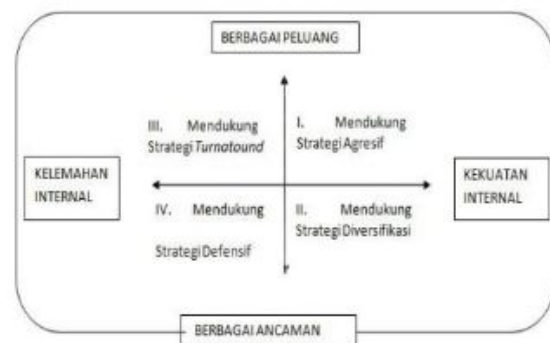 BERBAGAI PELUANG
III. Mendukung
Strategi Turnatound
I. Mendukung
Strategi Agresif
KELEMAHAN
INTERNAL
KEKUATAN
INTERNAL
IV. Mendukung
Strategi Defensif
II. Mendukung
Strategi Diversifikasi
BERBAGAI ANCAMAN